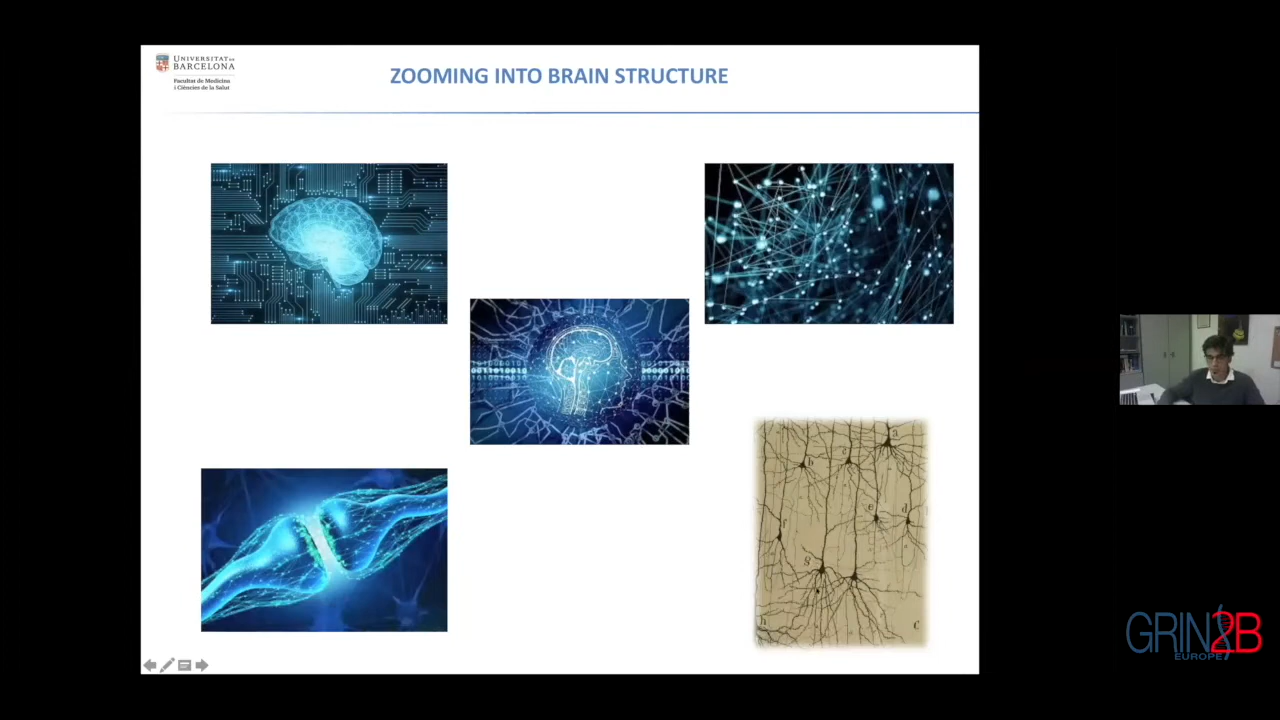 UNIVERSITAT DE
BARCELONA
Facultat de Medicina
i Ciències de la Salut
ZOOMING INTO BRAIN STRUCTURE
a
b
e
d
f
g
h
c
GRIN2B
EUROPE